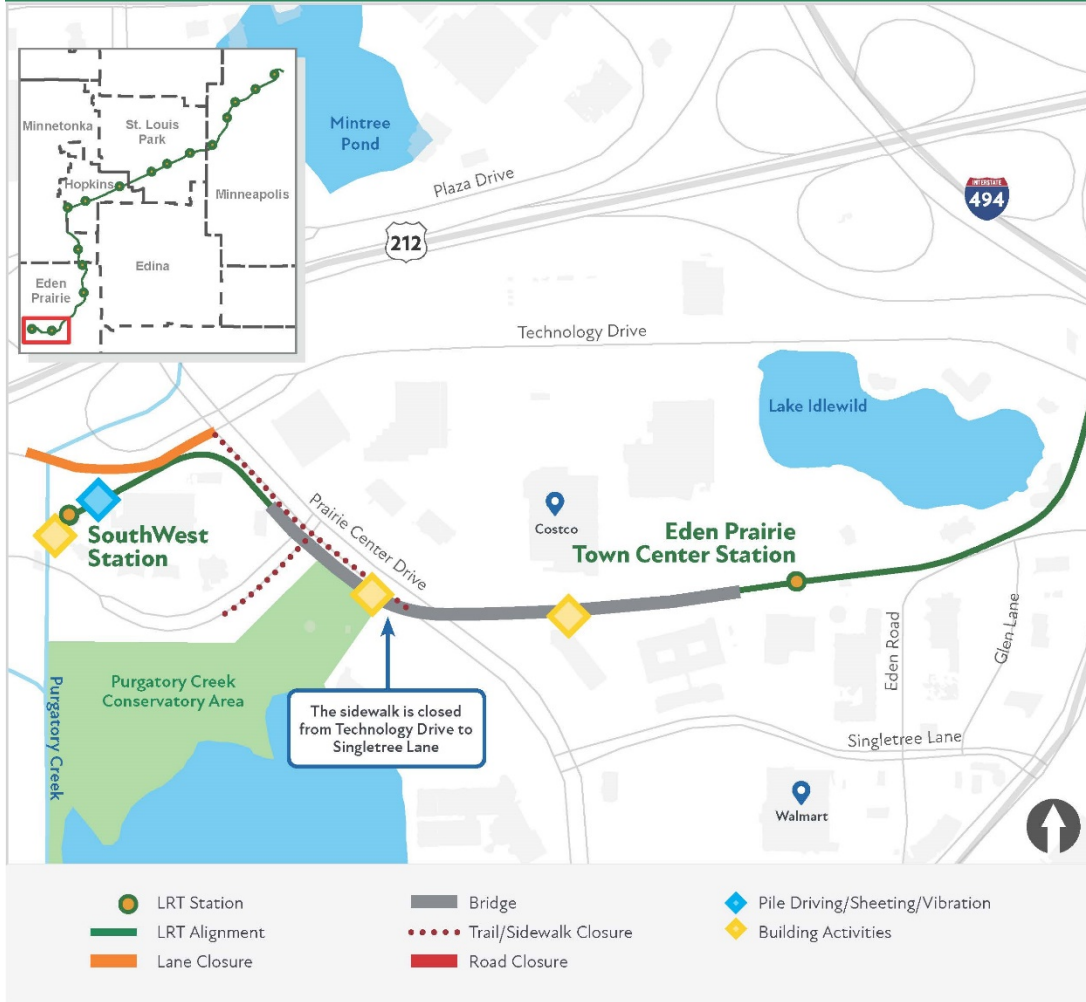 Minnetonka
St. Louis
Park
Hopkins
Minneapolis
Edina
Eden
Prairie
Mintree
Pond
Plaza Drive
INTERSTATE
494
212
Technology Drive
Lake Idlewild
Prairie Center Drive
Costco
Eden Prairie
Town Center Station
SouthWest
Station
Eden Road
Glen Lane
Purgatory Creek
Conservatory Area
Purgatory Creek
The sidewalk is closed
from Technology Drive to
Singletree Lane
Singletree Lane
Walmart
LRT Station
LRT Alignment
Lane Closure
Bridge
Trail/Sidewalk Closure
Road Closure
Pile Driving/Sheeting/Vibration
Building Activities